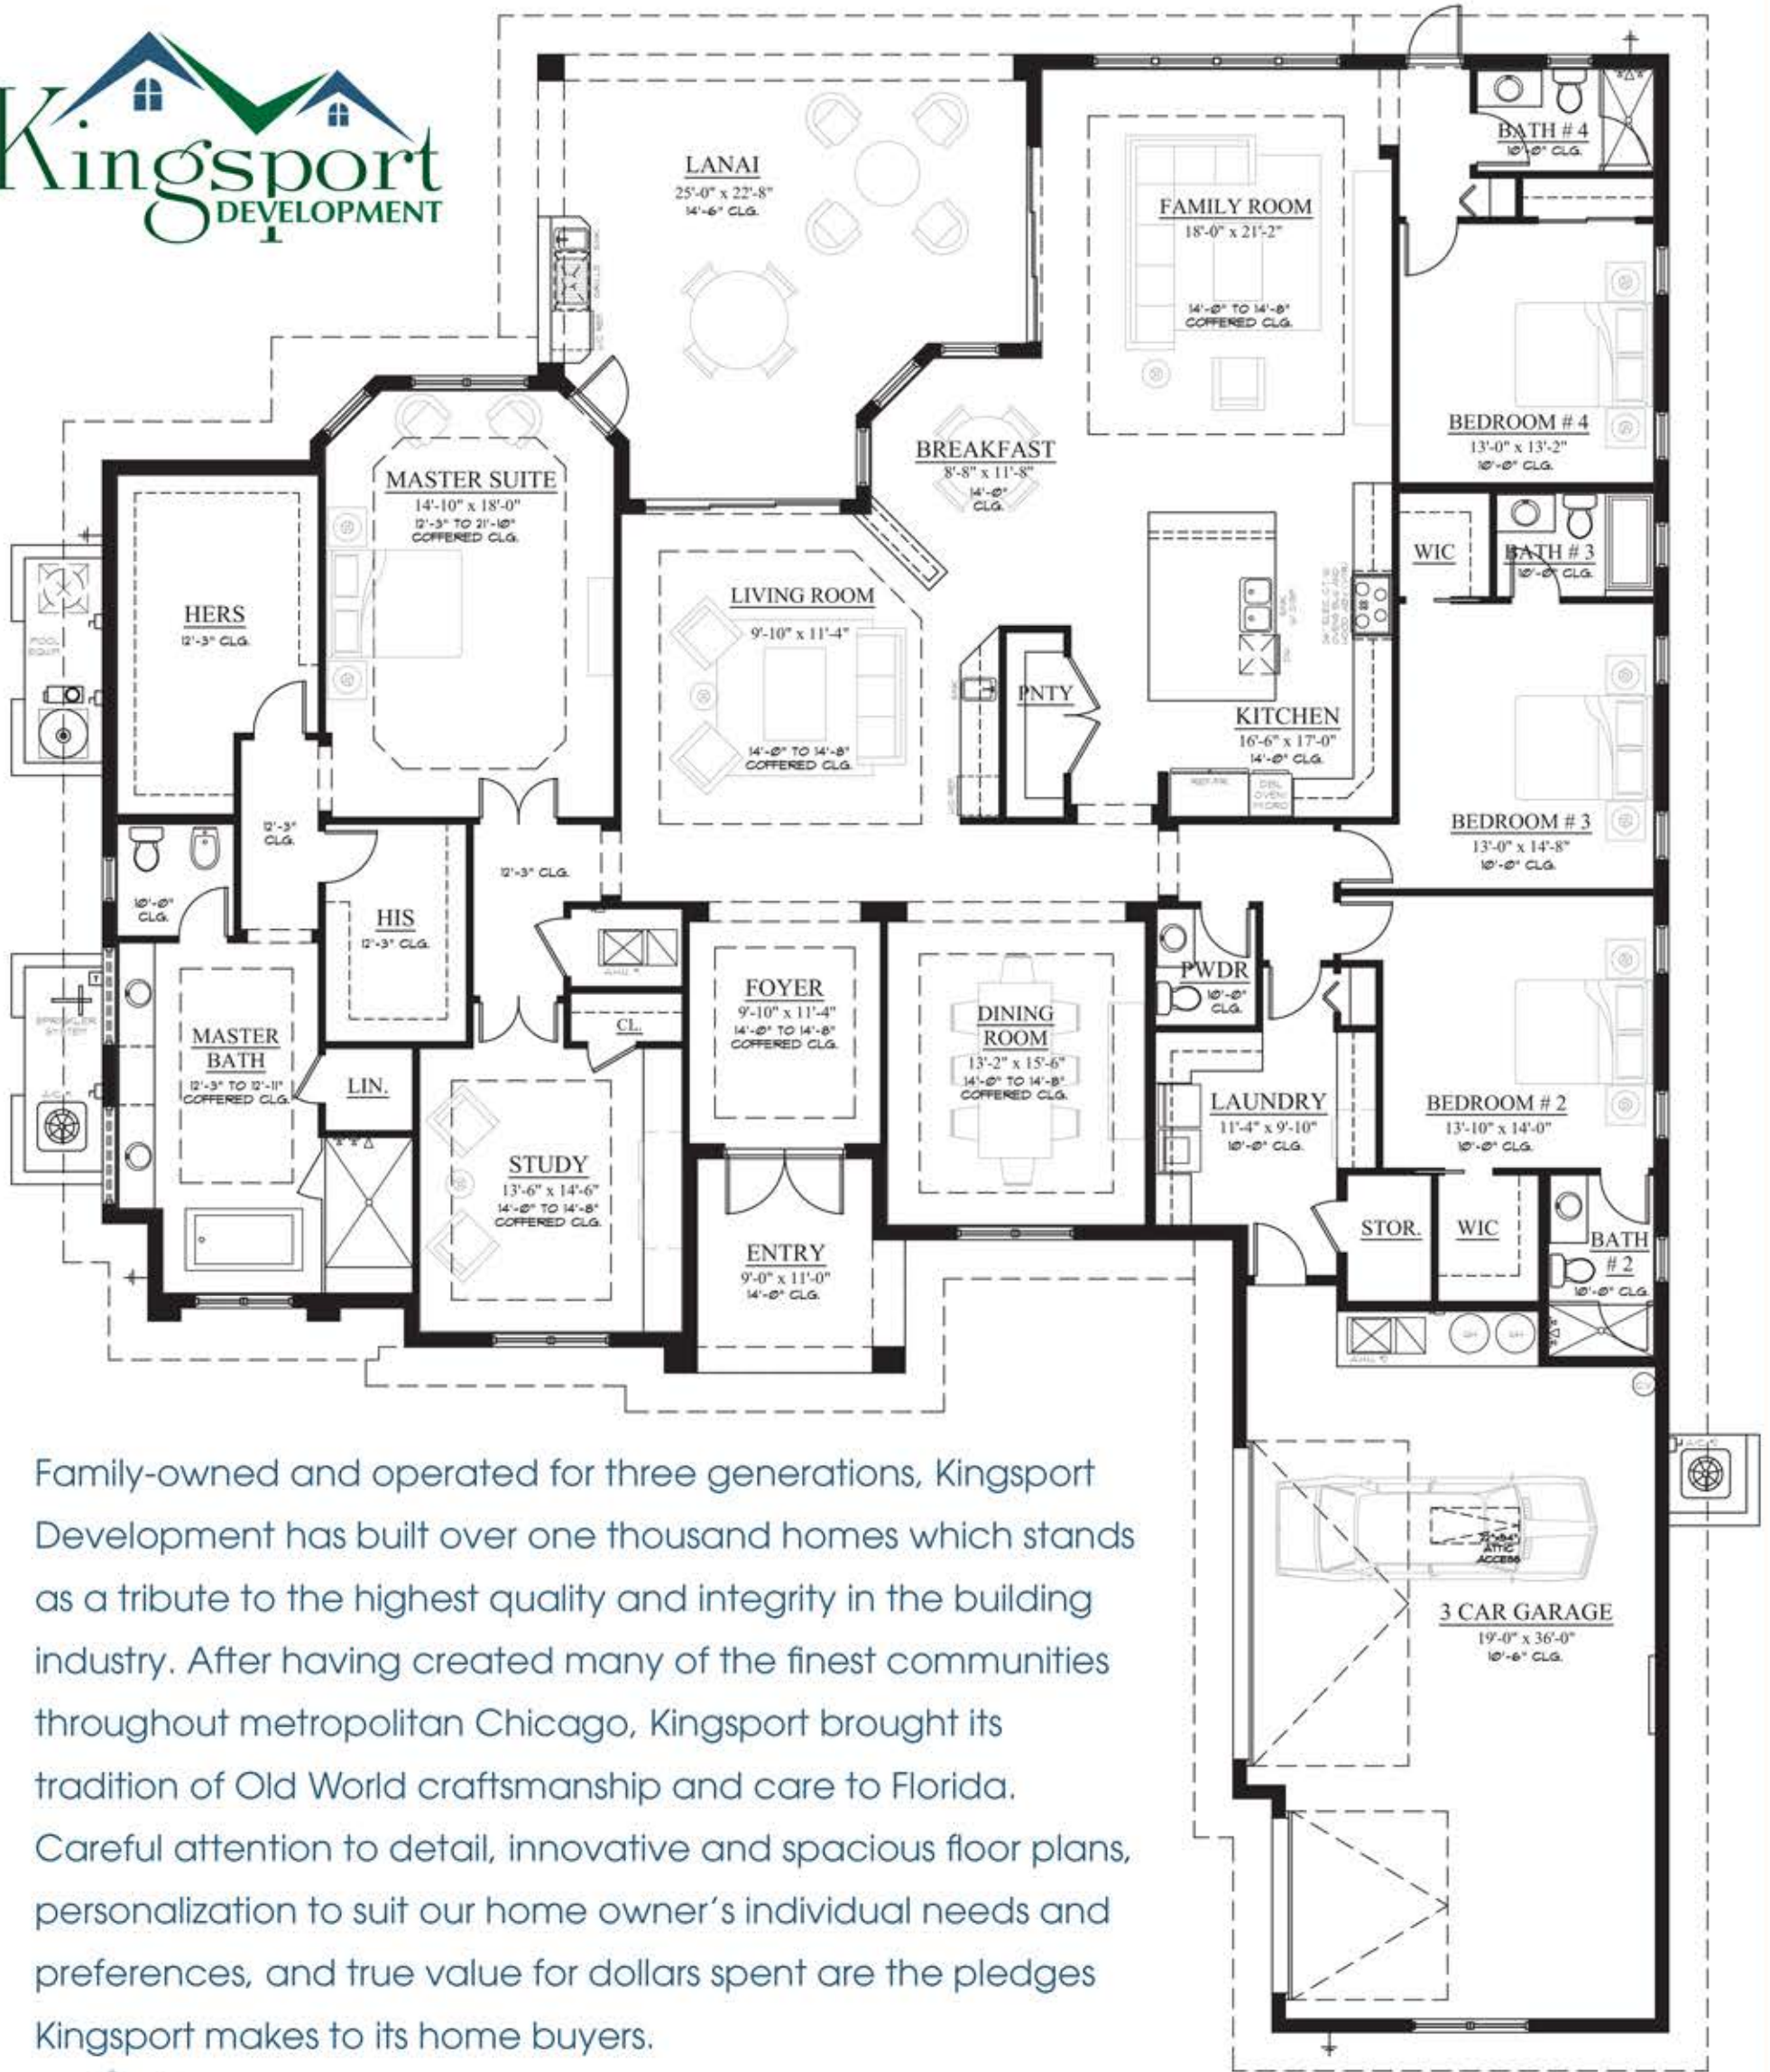 Kingsport
DEVELOPMENT
LANAI
25'-0" x 22'-8"
14'-6" CLG.
FAMILY ROOM
18'-0" x 21'-2"
14'-0" TO 14'-8"
COFFERED CLG.
BATH # 4
10'-0" CLG.
BEDROOM # 4
13'-0" x 13'-2"
10'-0" CLG.
BREAKFAST
8'-8" x 11'-8"
14'-0"
CLG.
MASTER SUITE
14'-10" x 18'-0"
12'-3" TO 21'-10"
COFFERED CLG.
HERS
12'-3" CLG.
POOL
EQUIP
LIVING ROOM
9'-10" x 11'-4"
14'-0" TO 14'-8"
COFFERED CLG.
WIC
BATH # 3
10'-0" CLG.
PNTY
KITCHEN
16'-6" x 17'-0"
14'-0" CLG.
DBL
OVEN/
MICRO
BEDROOM # 3
13'-0" x 14'-8"
10'-0" CLG.
12'-3"
CLG.
12'-3" CLG.
10'-0"
CLG.
HIS
12'-3" CLG.
FOYER
9'-10" x 11'-4"
14'-0" TO 14'-8"
COFFERED CLG.
DINING
ROOM
13'-2" x 15'-6"
14'-0" TO 14'-8"
COFFERED CLG.
PWDR
10'-0"
CLG.
SPRINKLER
SYSTEM
MASTER
BATH
12'-3" TO 12'-11"
COFFERED CLG.
LIN.
CL.
LAUNDRY
11'-4" x 9'-10"
10'-0" CLG.
BEDROOM # 2
13'-10" x 14'-0"
10'-0" CLG.
STUDY
13'-6" x 14'-6"
14'-0" TO 14'-8"
COFFERED CLG.
ENTRY
9'-0" x 11'-0"
14'-0" CLG.
STOR.
WIC
BATH
# 2
10'-0" CLG.
ATTIC
ACCESS
3 CAR GARAGE
19'-0" x 36'-0"
10'-6" CLG.
Family-owned and operated for three generations, Kingsport
Development has built over one thousand homes which stands
as a tribute to the highest quality and integrity in the building
industry. After having created many of the finest communities
throughout metropolitan Chicago, Kingsport brought its
tradition of Old World craftsmanship and care to Florida.
Careful attention to detail, innovative and spacious floor plans,
personalization to suit our home owner's individual needs and
preferences, and true value for dollars spent are the pledges
Kingsport makes to its home buyers.